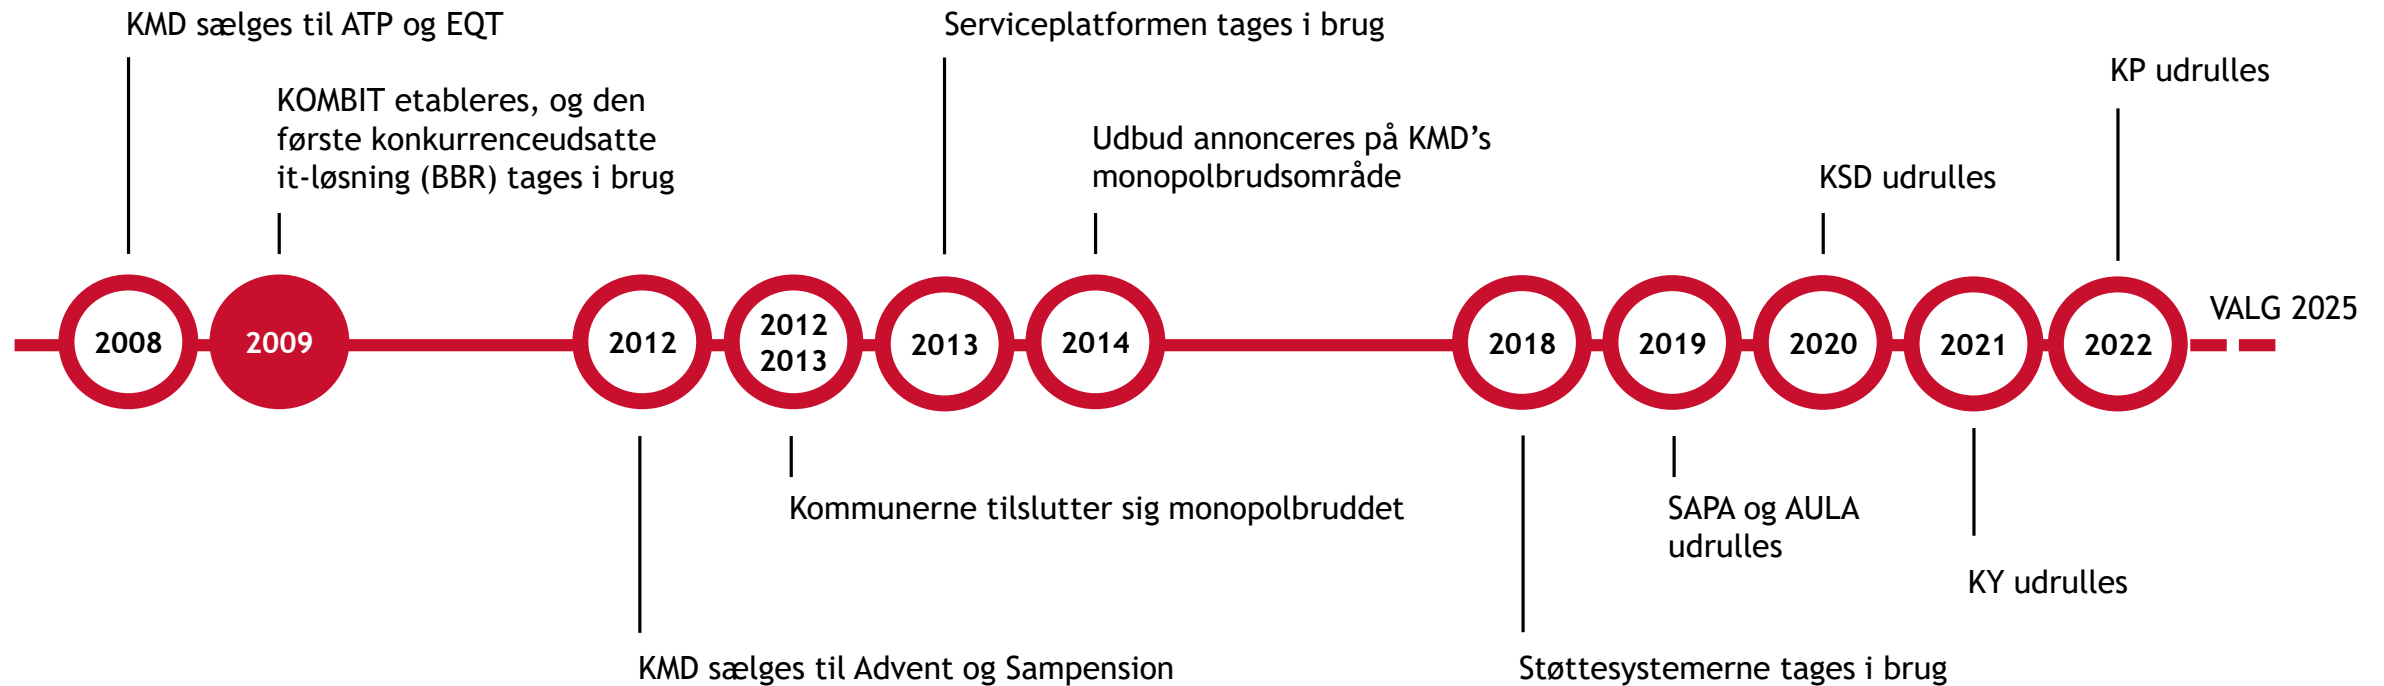 KMD sælges til ATP og EQT
KOMBIT etableres, og den
første konkurrenceudsatte
it-løsning (BBR) tages i brug
Serviceplatformen tages i brug
Udbud annonceres på KMD’s
monopolbrudsområde
KSD udrulles
KP udrulles
2008
2009
2012
2012
2013
2013
2014
2018
2019
2020
2021
2022
VALG 2025
KMD sælges til Advent og Sampension
Kommunerne tilslutter sig monopolbruddet
Støttesystemerne tages i brug
SAPA og AULA
udrulles
KY udrulles